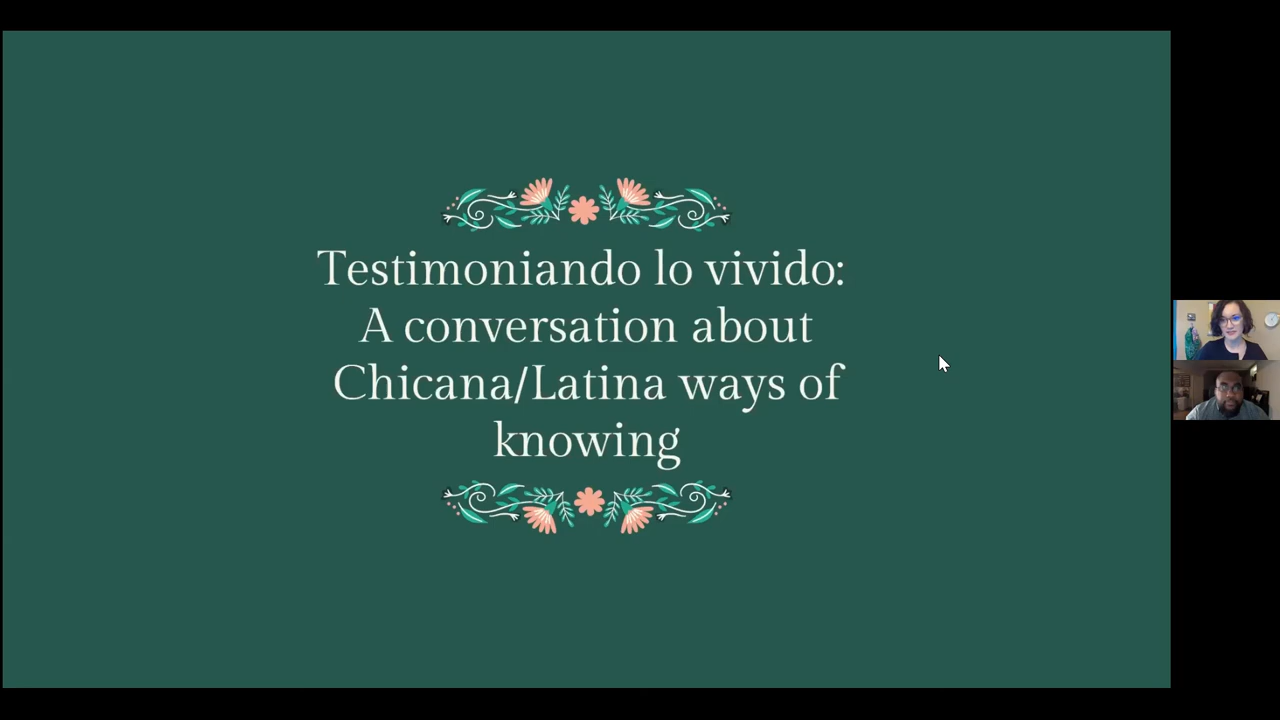 Testimoniando lo vivido:
A conversation about
Chicana/Latina ways of
knowing